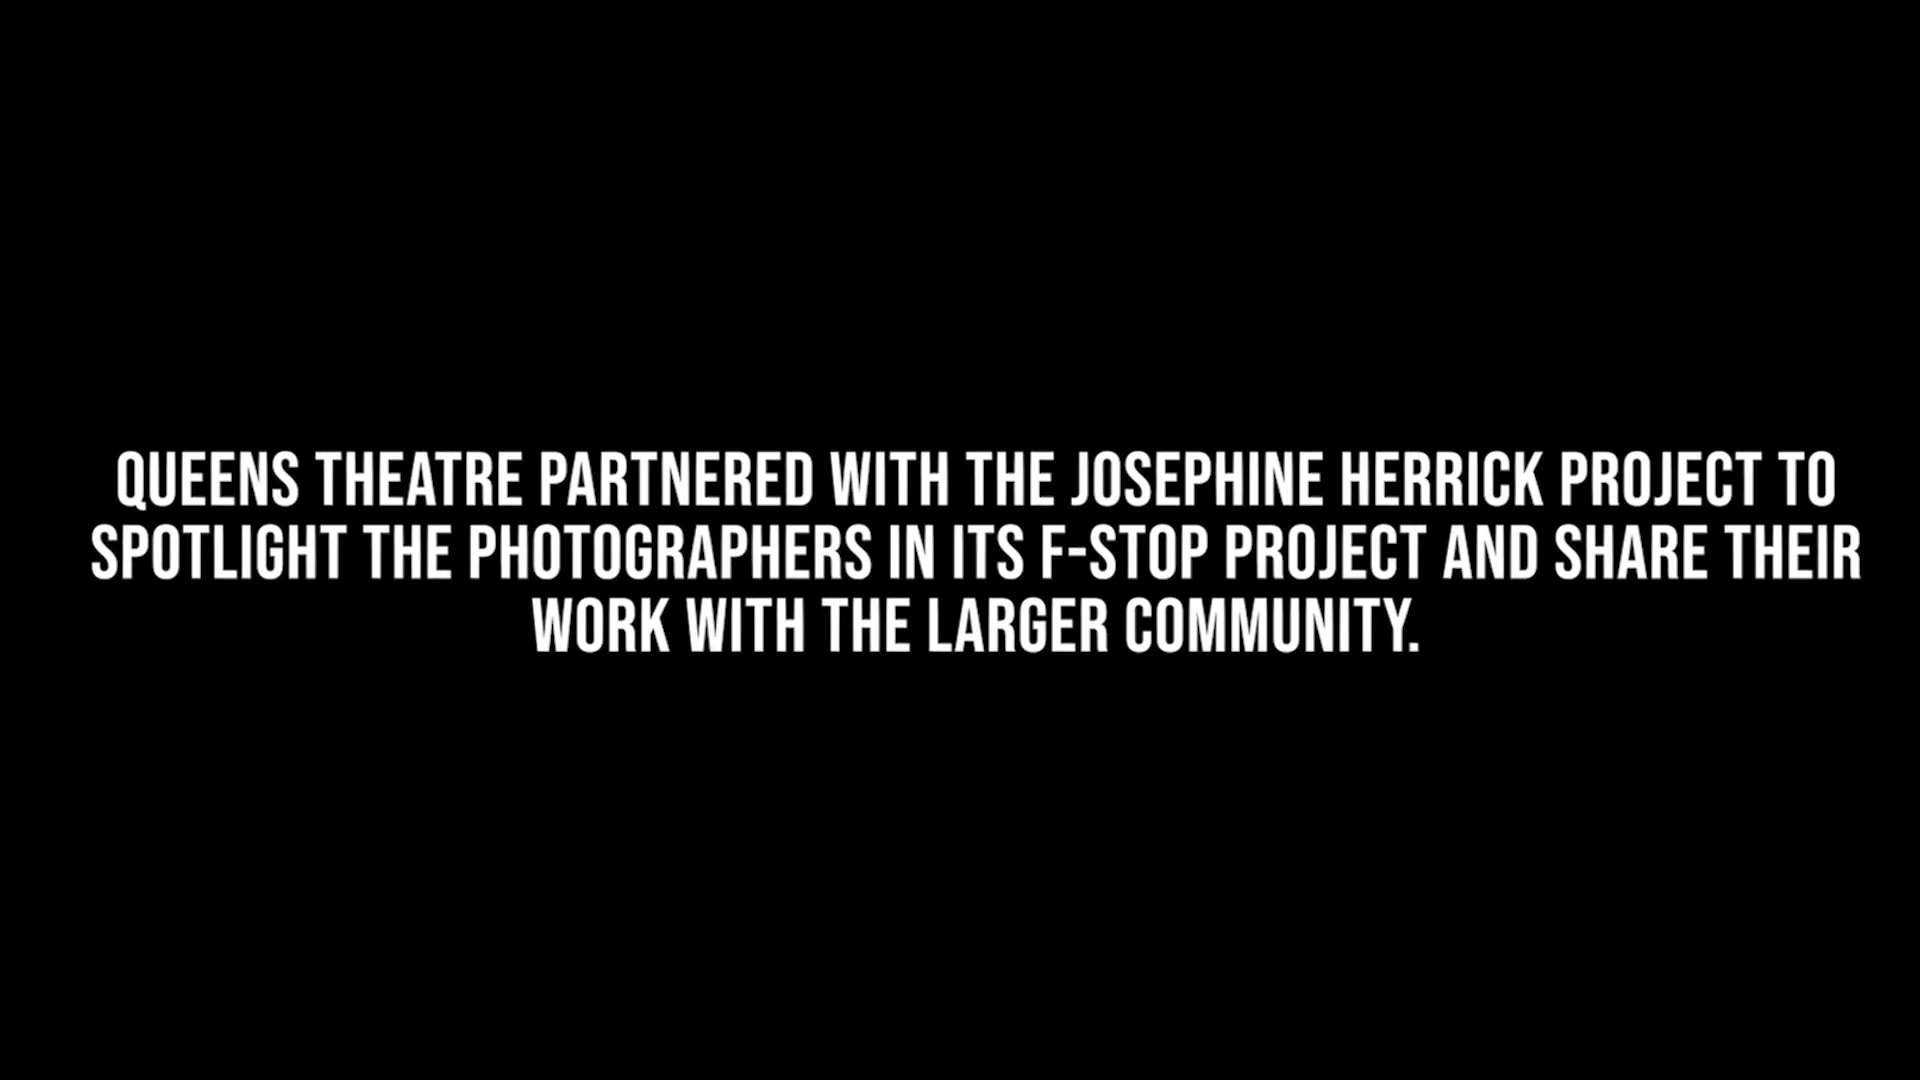 QUEENS THEATRE PARTNERED WITH THE JOSEPHINE HERRICK PROJECT TO
SPOTLIGHT THE PHOTOGRAPHERS IN ITS F-STOP PROJECT AND SHARE THEIR
WORK WITH THE LARGER COMMUNITY.